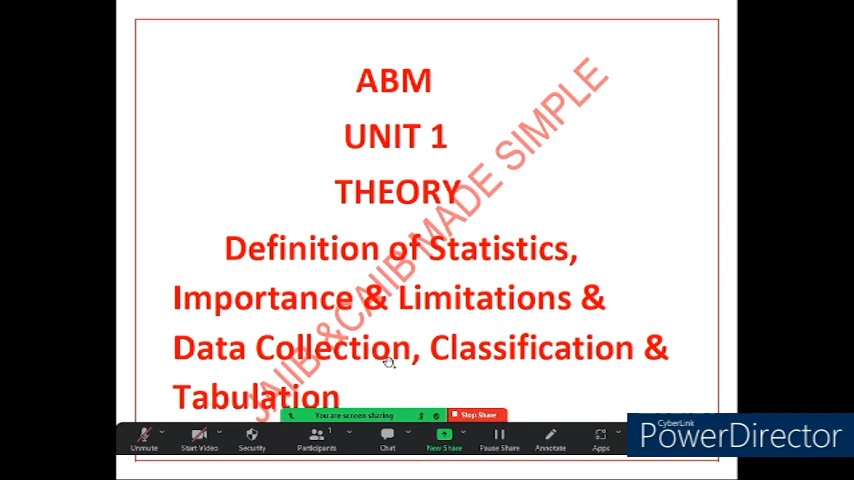 ABM
UNIT 1
THEORY
Definition of Statistics,
Importance & Limitations &
Data Collection, Classification &
Tabulation
JAIIB &CAIIB MADE SIMPLE
You are screen sharing
Stop Share
Unmute
Start Video
Security
1
Participants
Chat
New Share
Pause Share
Annotate
Apps
CyberLink
PowerDirector